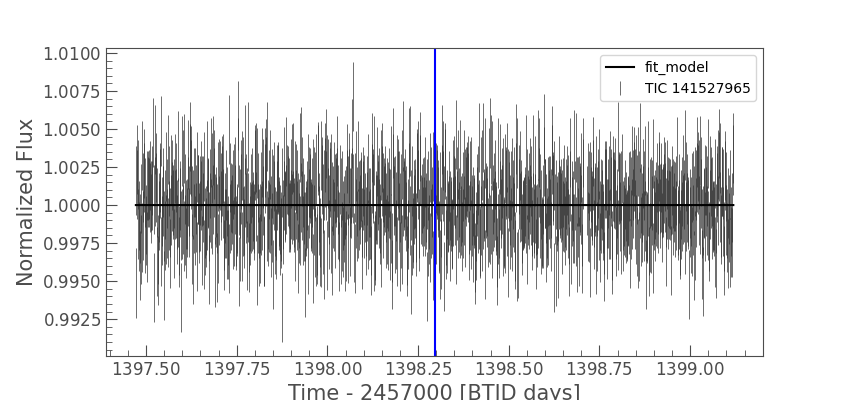 Normalized Flux
1.0100
1.0075
1.0050
1.0025
1.0000
0.9975
0.9950
0.9925
fit_model
TIC 141527965
1397.50 1397.75 1398.00 1398.25 1398.50 1398.75 1399.00
Time - 2457000 [BTJD days]